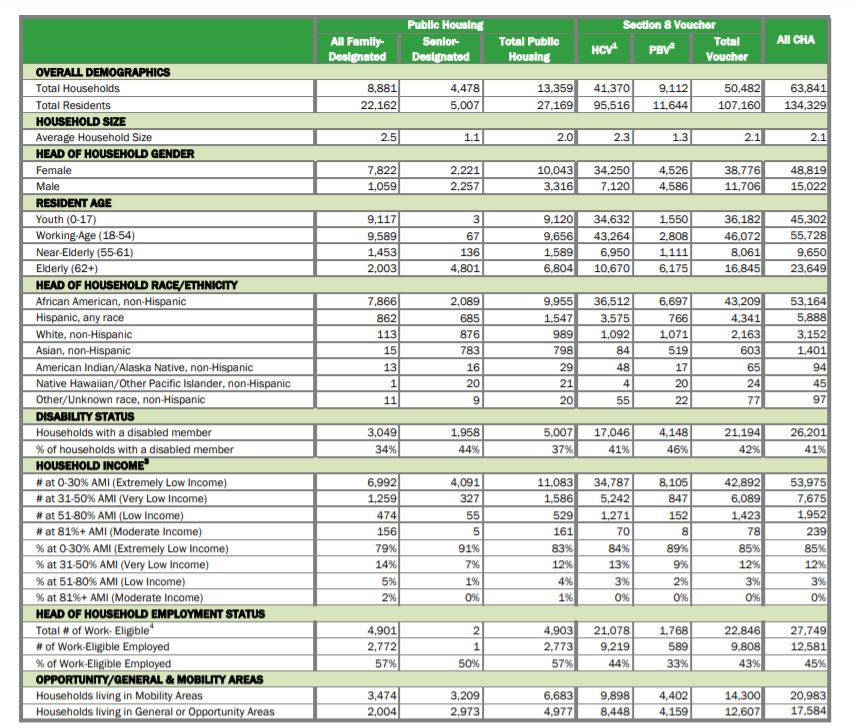 Public Housing Section 8 Voucher
All Family-Designated Senior-Designated Total Public Housing HCV¹ PBV² Total Voucher All CHA
OVERALL DEMOGRAPHICS
Total Households 8,881 4,478 13,359 41,370 9,112 50,482 63,841
Total Residents 22,162 5,007 27,169 95,516 11,644 107,160 134,329
HOUSEHOLD SIZE
Average Household Size 2.5 1.1 2.0 2.3 1.3 2.1 2.1
HEAD OF HOUSEHOLD GENDER
Female 7,822 2,221 10,043 34,250 4,526 38,776 48,819
Male 1,059 2,257 3,316 7,120 4,586 11,706 15,022
RESIDENT AGE
Youth (0-17) 9,117 3 9,120 34,632 1,550 36,182 45,302
Working-Age (18-54) 9,589 67 9,656 43,264 2,808 46,072 55,728
Near-Elderly (55-61) 1,453 136 1,589 6,950 1,111 8,061 9,650
Elderly (62+) 2,003 4,801 6,804 10,670 6,175 16,845 23,649
HEAD OF HOUSEHOLD RACE/ETHNICITY
African American, non-Hispanic 7,866 2,089 9,955 36,512 6,697 43,209 53,164
Hispanic, any race 862 685 1,547 3,575 766 4,341 5,888
White, non-Hispanic 113 876 989 1,092 1,071 2,163 3,152
Asian, non-Hispanic 15 783 798 84 519 603 1,401
American Indian/Alaska Native, non-Hispanic 13 16 29 48 17 65 94
Native Hawaiian/Other Pacific Islander, non-Hispanic 1 20 21 4 20 24 45
Other/Unknown race, non-Hispanic 11 9 20 55 22 77 97
DISABILITY STATUS
Households with a disabled member 3,049 1,958 5,007 17,046 4,148 21,194 26,201
% of households with a disabled member 34% 44% 37% 41% 46% 42% 41%
HOUSEHOLD INCOME³
# at 0-30% AMI (Extremely Low Income) 6,992 4,091 11,083 34,787 8,105 42,892 53,975
# at 31-50% AMI (Very Low Income) 1,259 327 1,586 5,242 847 6,089 7,675
# at 51-80% AMI (Low Income) 474 55 529 1,271 152 1,423 1,952
# at 81%+ AMI (Moderate Income) 156 5 161 70 8 78 239
% at 0-30% AMI (Extremely Low Income) 79% 91% 83% 84% 89% 85% 85%
% at 31-50% AMI (Very Low Income) 14% 7% 12% 13% 9% 12% 12%
% at 51-80% AMI (Low Income) 5% 1% 4% 3% 2% 3% 3%
% at 81%+ AMI (Moderate Income) 2% 0% 1% 0% 0% 0% 0%
HEAD OF HOUSEHOLD EMPLOYMENT STATUS
Total # of Work- Eligible⁴ 4,901 2 4,903 21,078 1,768 22,846 27,749
# of Work-Eligible Employed 2,772 1 2,773 9,219 589 9,808 12,581
% of Work-Eligible Employed 57% 50% 57% 44% 33% 43% 45%
OPPORTUNITY/GENERAL & MOBILITY AREAS
Households living in Mobility Areas 3,474 3,209 6,683 9,898 4,402 14,300 20,983
Households living in General or Opportunity Areas 2,004 2,973 4,977 8,448 4,159 12,607 17,584